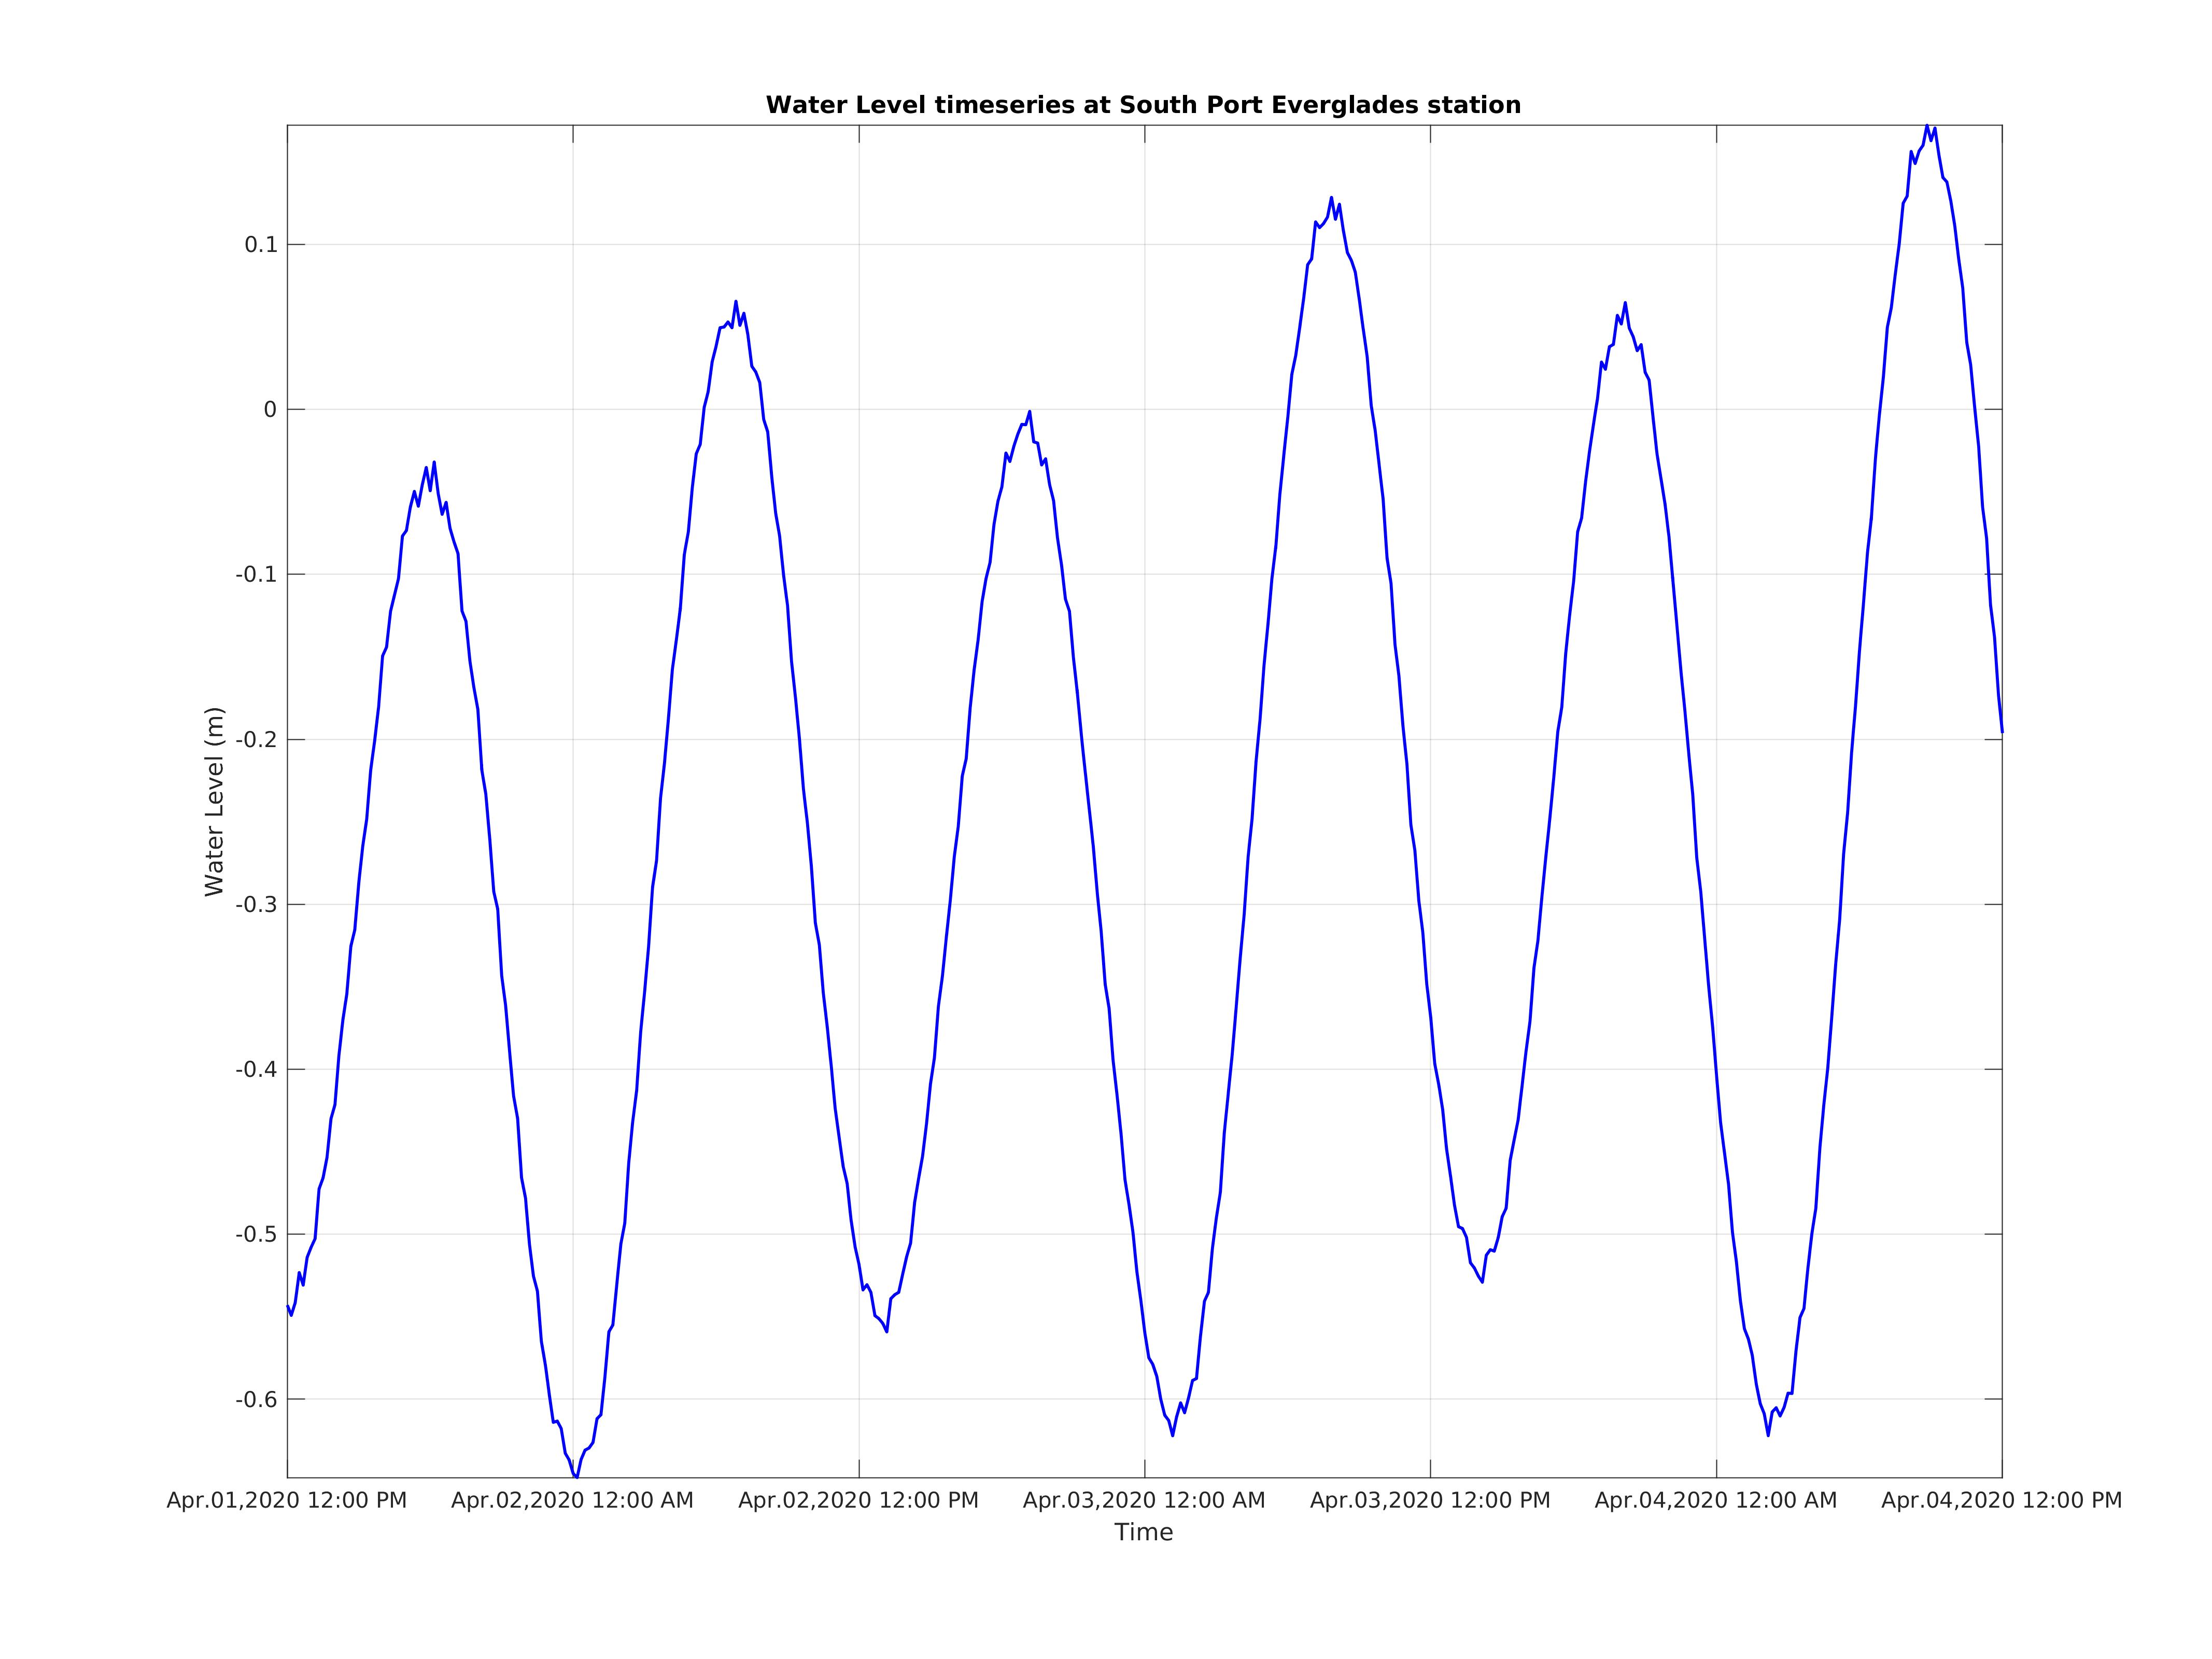 Water Level timeseries at South Port Everglades station
0.1
0
-0.1
-0.2
-0.3
-0.4
-0.5
-0.6
Water Level (m)
Apr.01,2020 12:00 PM
Apr.02,2020 12:00 AM
Apr.02,2020 12:00 PM
Apr.03,2020 12:00 AM
Apr.03,2020 12:00 PM
Apr.04,2020 12:00 AM
Apr.04,2020 12:00 PM
Time